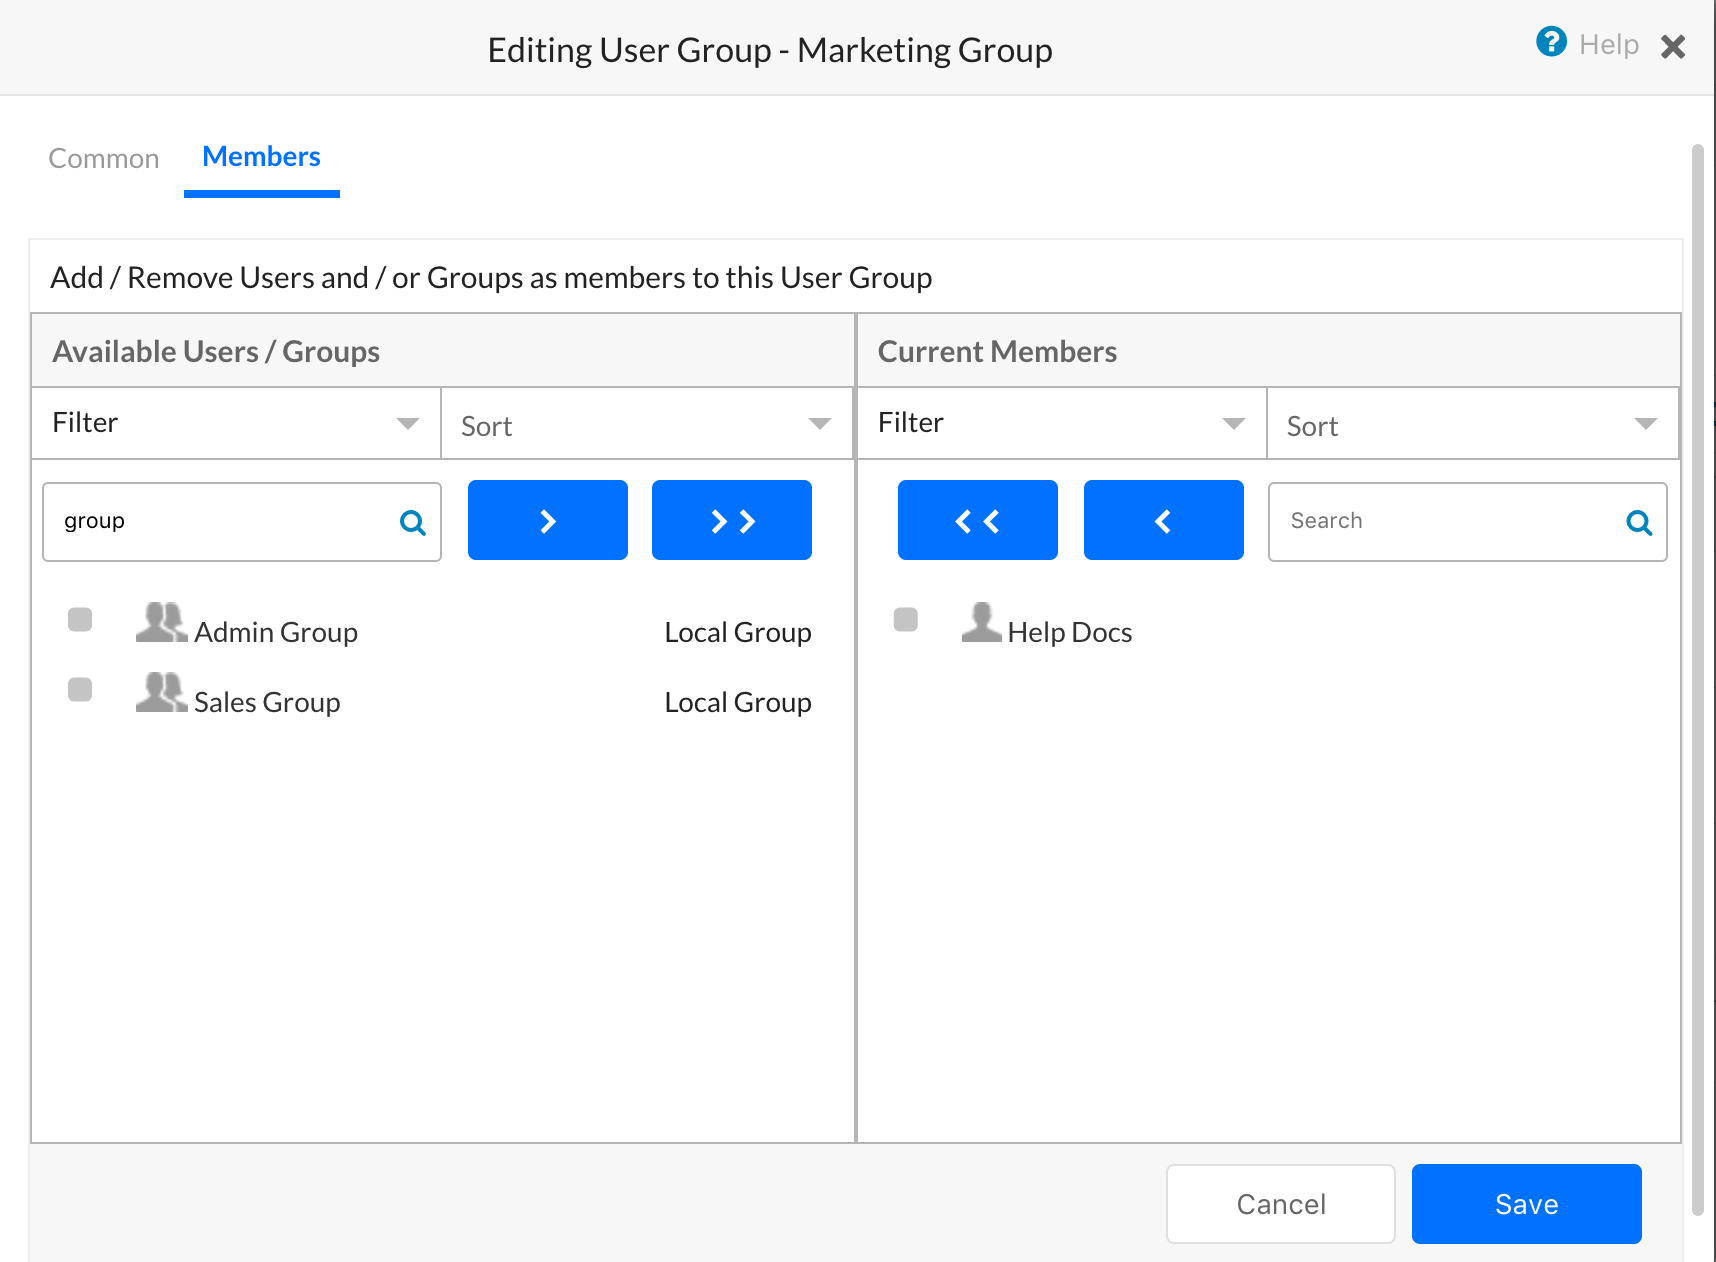 Editing User Group - Marketing Group
? Help
Common Members
Add / Remove Users and / or Groups as members to this User Group
Available Users / Groups
Current Members
Filter
Sort
Filter
Sort
group
Search
Admin Group Local Group
Help Docs
Sales Group Local Group
Cancel
Save